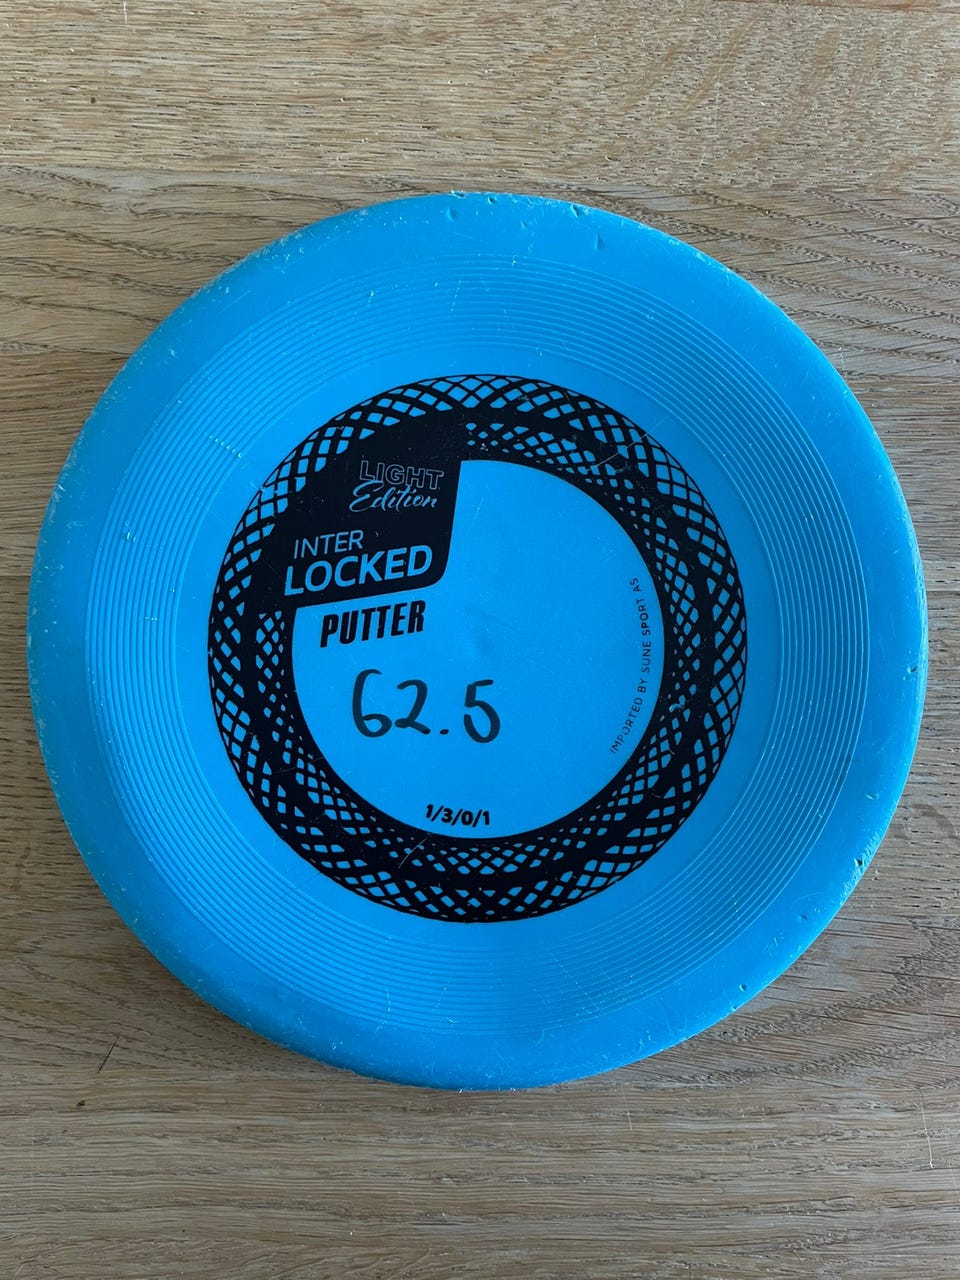 LIGHT
Edition
INTER
LOCKED
PUTTER
62.5
IMPORTED BY SUNE SPORT AS
1/3/0/1